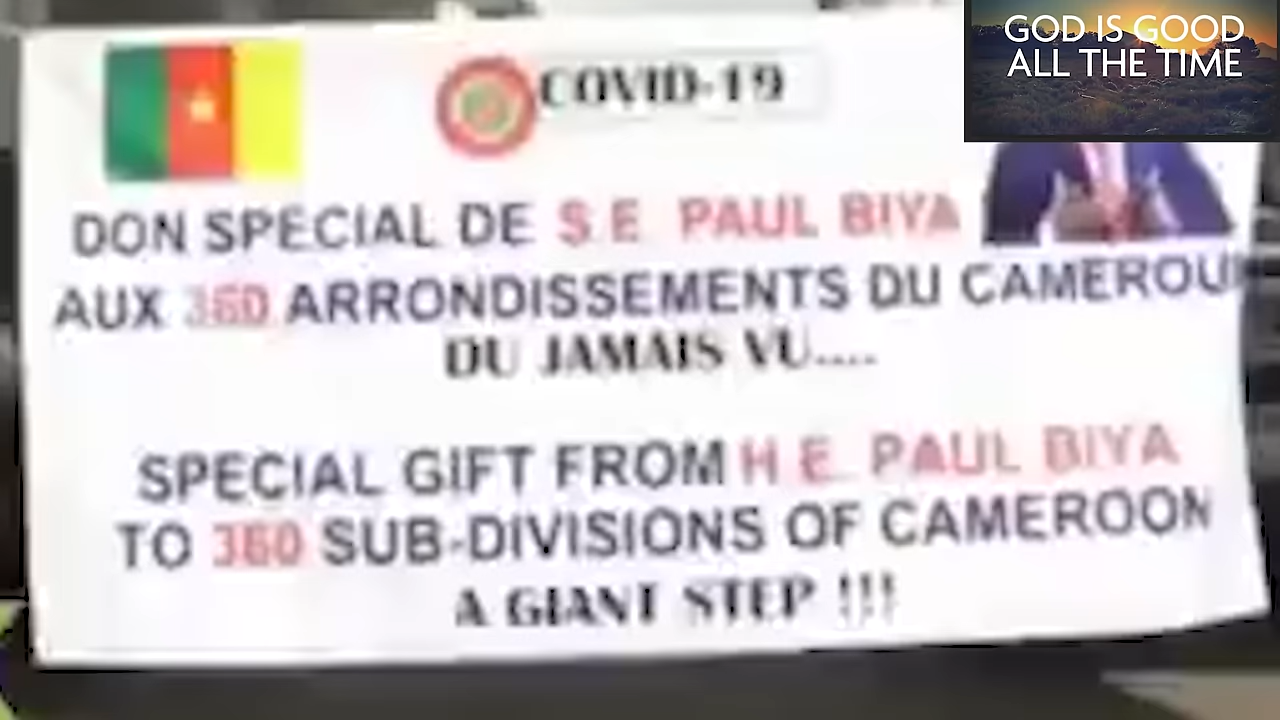 GOD IS GOOD
ALL THE TIME
COVID-19
DON SPECIAL DE S.E. PAUL BIYA
AUX 360 ARRONDISSEMENTS DU CAMEROU
DU JAMAIS VU....
SPECIAL GIFT FROM H.E. PAUL BIYA
TO 360 SUB-DIVISIONS OF CAMEROON
A GIANT STEP !!!